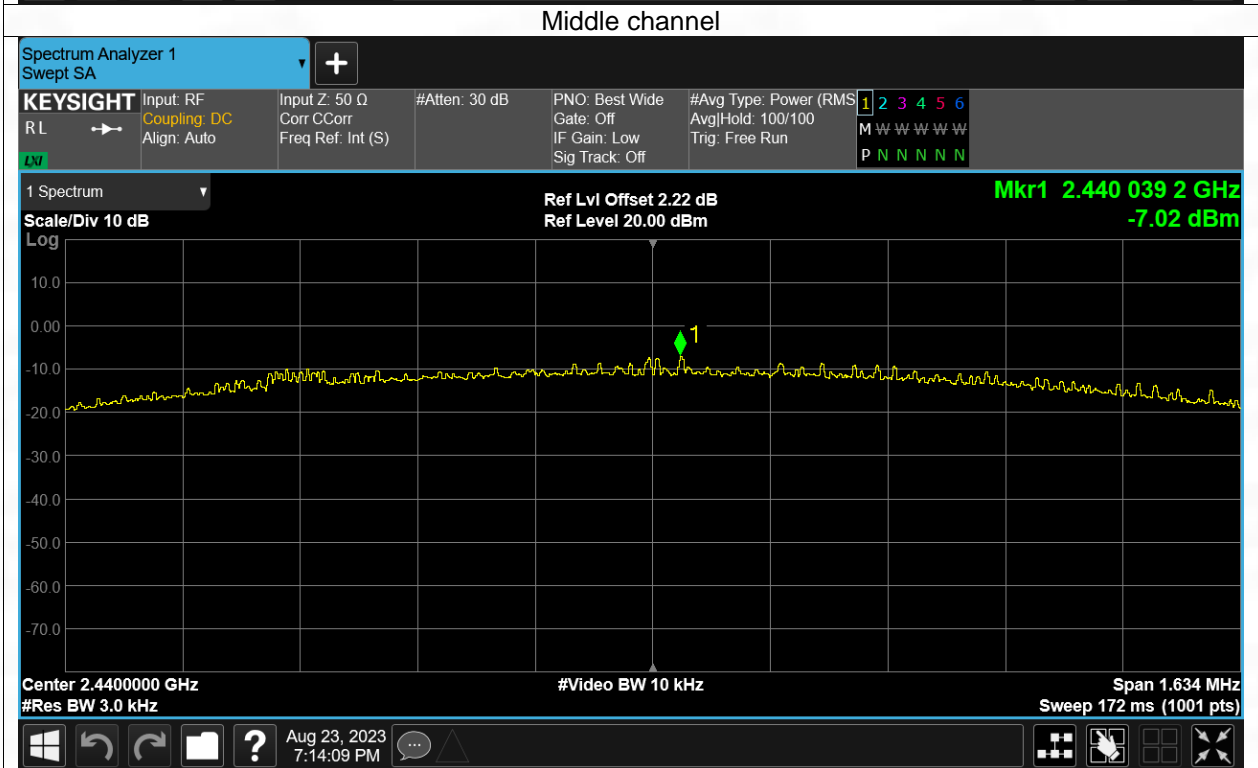 Middle channel
Spectrum Analyzer 1
Swept SA
KEYSIGHT
R L
LXI
Input: RF
Coupling: DC
Align: Auto
Input Z: 50 Ω
Corr CCorr
Freq Ref: Int (S)
#Atten: 30 dB
PNO: Best Wide
Gate: Off
IF Gain: Low
Sig Track: Off
#Avg Type: Power (RMS
Avg|Hold: 100/100
Trig: Free Run
1 2 3 4 5 6
M W W W W W
P N N N N N
1 Spectrum
Scale/Div 10 dB
Log
Ref Lvl Offset 2.22 dB
Ref Level 20.00 dBm
Mkr1 2.440 039 2 GHz
-7.02 dBm
10.0
0.00
-10.0
-20.0
-30.0
-40.0
-50.0
-60.0
-70.0
1
Center 2.4400000 GHz
#Res BW 3.0 kHz
#Video BW 10 kHz
Span 1.634 MHz
Sweep 172 ms (1001 pts)
?
Aug 23, 2023
7:14:09 PM